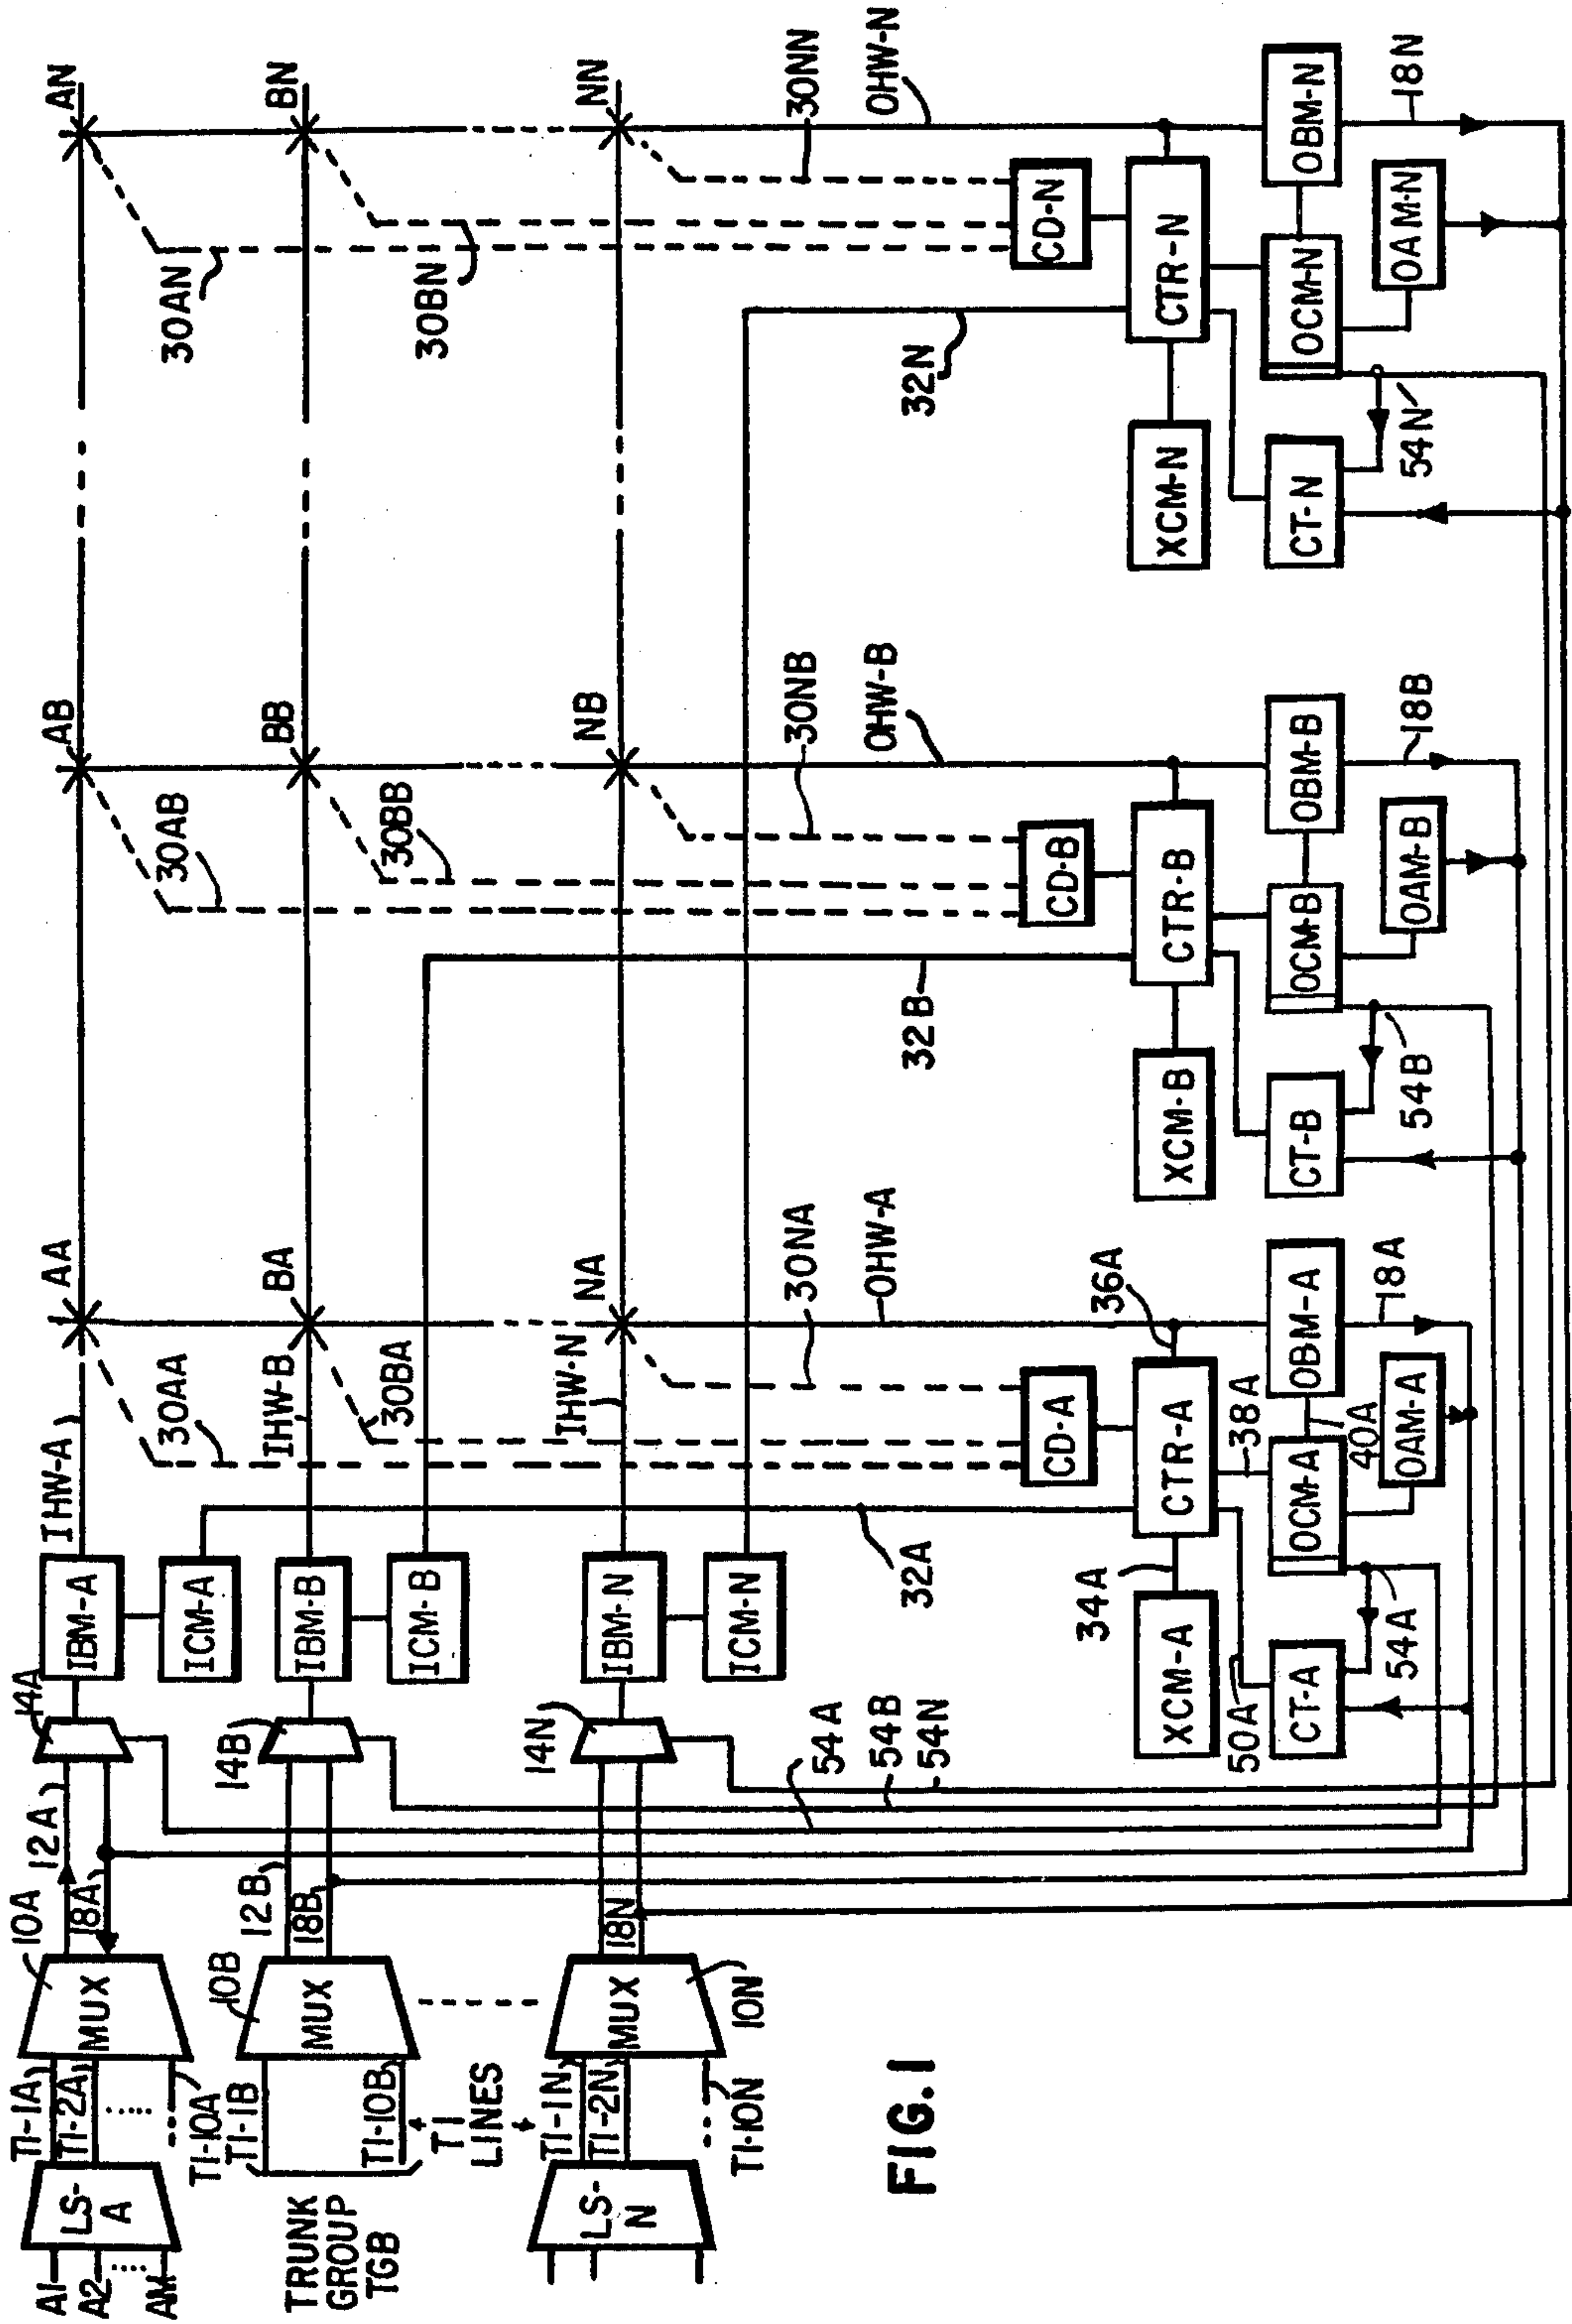 AN
BN
NN
30AN
30BN
30NN
OHW-N
CD-N
32N
CTR-N
XCM-N
OCM-N
OBM-N
OAM-N
18N
CT-N
54N
AB
BB
NB
30AB
30BB
30NB
OHW-B
CD-B
32B
CTR-B
XCM-B
OCM-B
OBM-B
OAM-B
18B
CT-B
54B
AA
BA
NA
IHW-A
30AA
IHW-B
30BA
IHW-N
30NA
OHW-A
36A
CD-A
CTR-A
38A
32A
34A
XCM-A
OCM-A
40A
OBM-A
OAM-A
18A
50A
CT-A
54A
IBM-A
ICM-A
IBM-B
ICM-B
IBM-N
ICM-N
14A
14B
14N
54A
54B
54N
12A
18A
12B
18B
18N
10A
MUX
10B
MUX
MUX
10N
T1-1A
T1-2A
T1-10A
T1-1B
T1-10B
T1
LINES
T1-1N
T1-2N
T1-10N
LS-
A
TRUNK
GROUP
TGB
LS-
N
A1
A2
AM
FIG.1